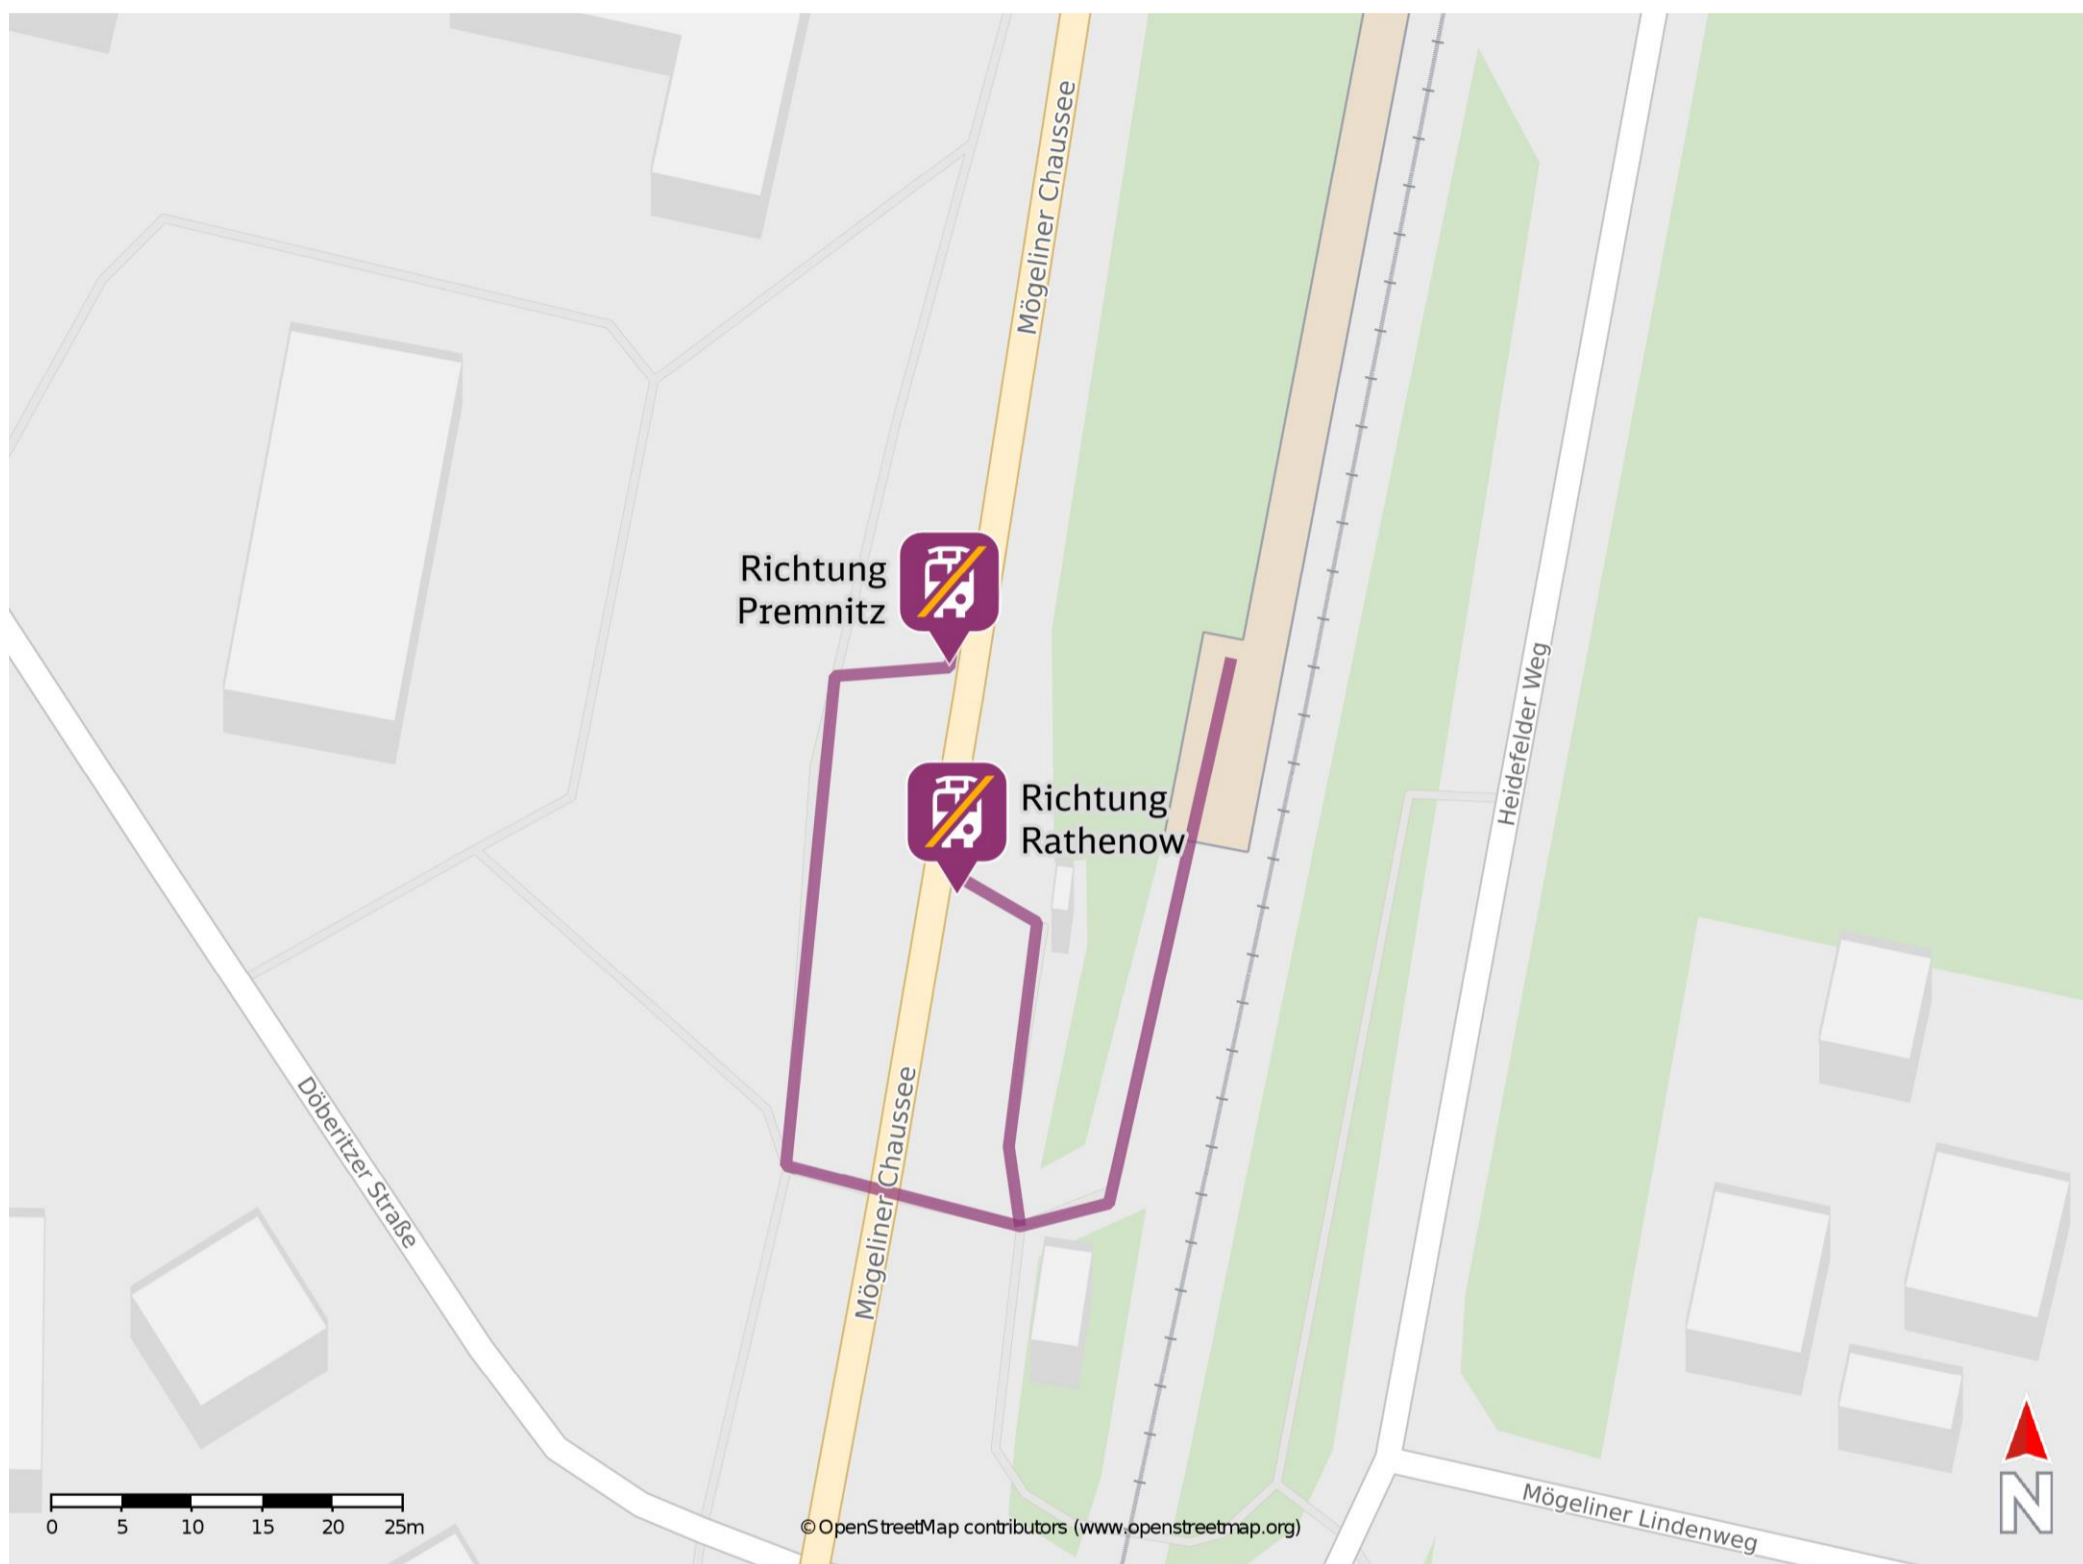 Mögeliner Chaussee
Richtung
Premnitz
Richtung
Rathenow
Heidefelder Weg
Döberitzer Straße
Mögeliner Chaussee
Mögeliner Lindenweg
0 5 10 15 20 25m
© OpenStreetMap contributors (www.openstreetmap.org)
N